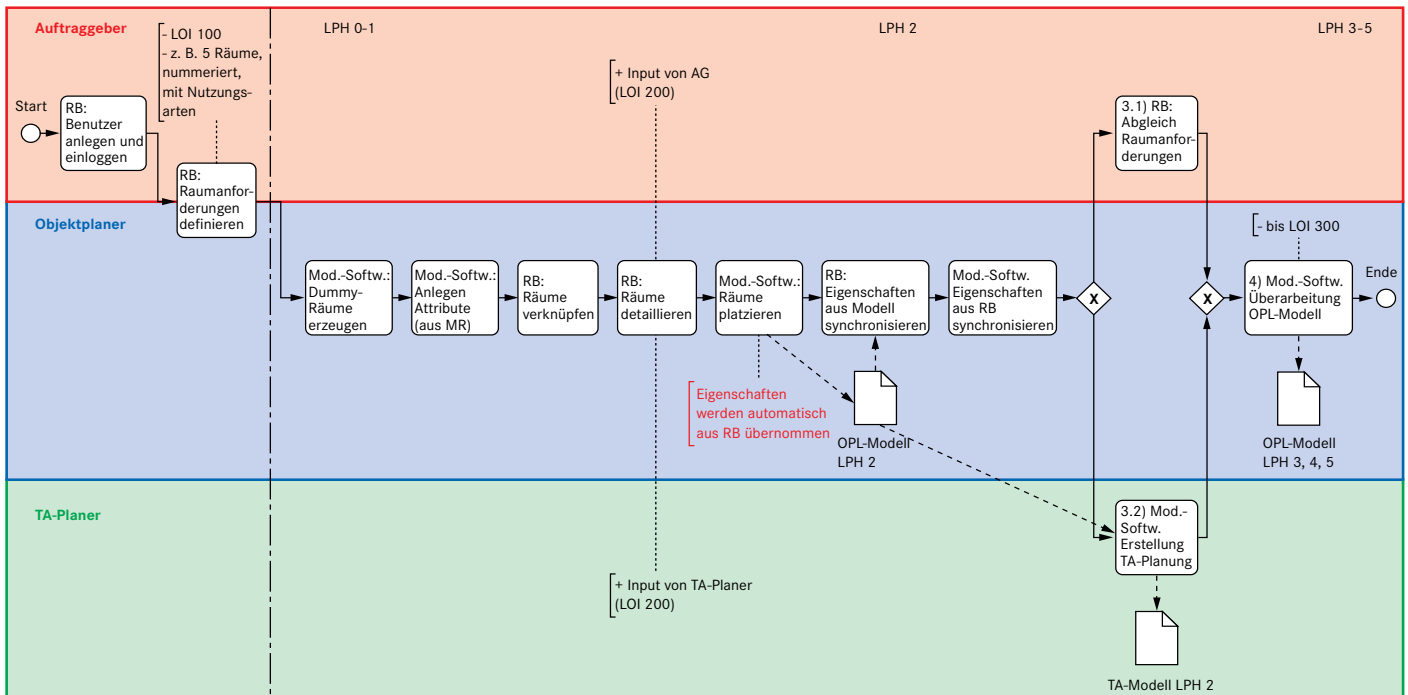 Auftraggeber
LPH 0-1
LPH 2
LPH 3-5
- LOI 100
- z. B. 5 Räume,
nummeriert,
mit Nutzungs-
arten
+ Input von AG
(LOI 200)
Start
RB:
Benutzer
anlegen und
einloggen
RB:
Raumanfor-
derungen
definieren
3.1) RB:
Abgleich
Raumanfor-
derungen
Objektplaner
- bis LOI 300
Mod.-Softw.:
Dummy-
Räume
erzeugen
Mod.-Softw.:
Anlegen
Attribute
(aus MR)
RB:
Räume
verknüpfen
RB:
Räume
detaillieren
Mod.-Softw.:
Räume
platzieren
RB:
Eigenschaften
aus Modell
synchronisieren
Mod.-Softw.
Eigenschaften
aus RB
synchronisieren
X
X
4) Mod.-Softw.
Überarbeitung
OPL-Modell
Ende
Eigenschaften
werden automatisch
aus RB übernommen
OPL-Modell
LPH 2
OPL-Modell
LPH 3, 4, 5
TA-Planer
3.2) Mod.-
Softw.
Erstellung
TA-Planung
+ Input von TA-Planer
(LOI 200)
TA-Modell LPH 2